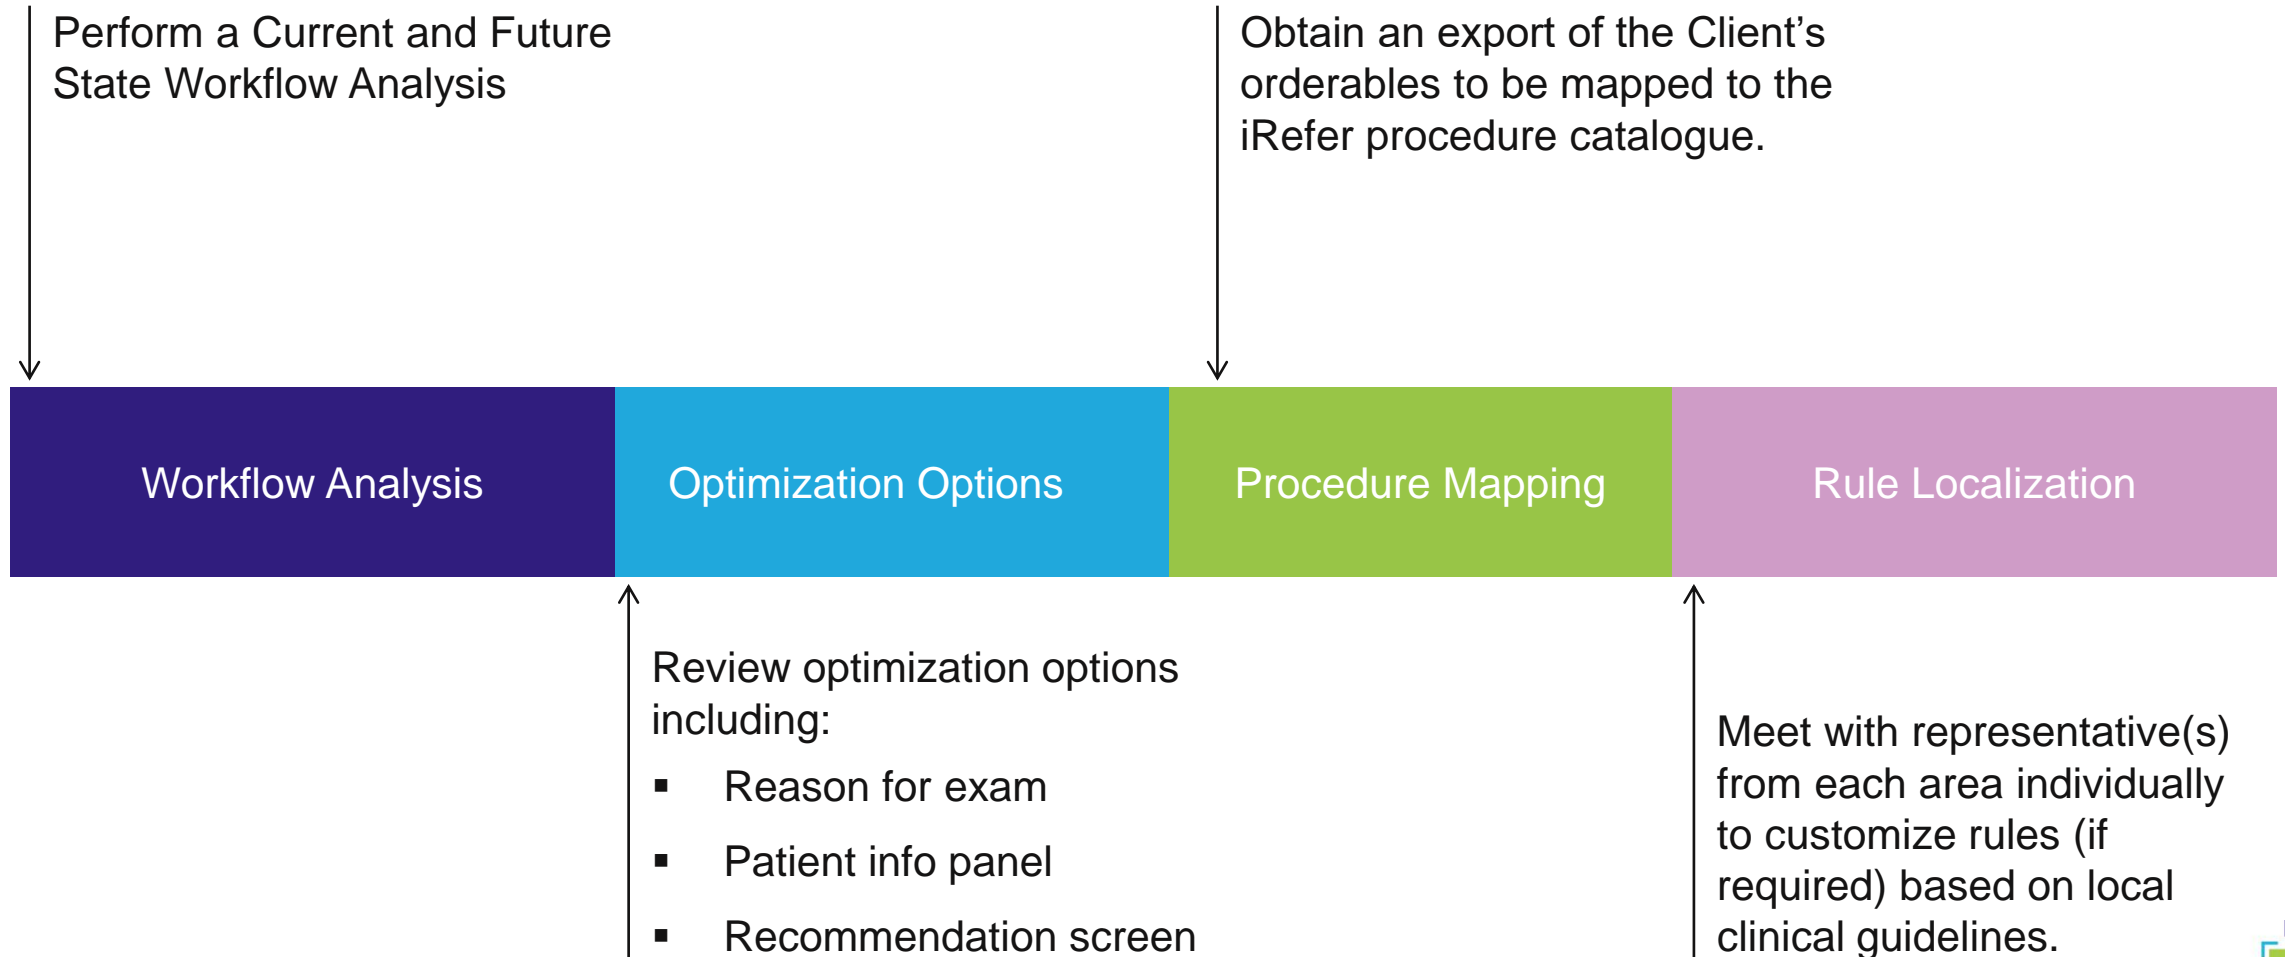 Perform a Current and Future
State Workflow Analysis
Obtain an export of the Client's
orderables to be mapped to the
iRefer procedure catalogue.
Workflow Analysis
Optimization Options
Procedure Mapping
Rule Localization
Review optimization options
including:
▪ Reason for exam
▪ Patient info panel
▪ Recommendation screen
Meet with representative(s)
from each area individually
to customize rules (if
required) based on local
clinical guidelines.